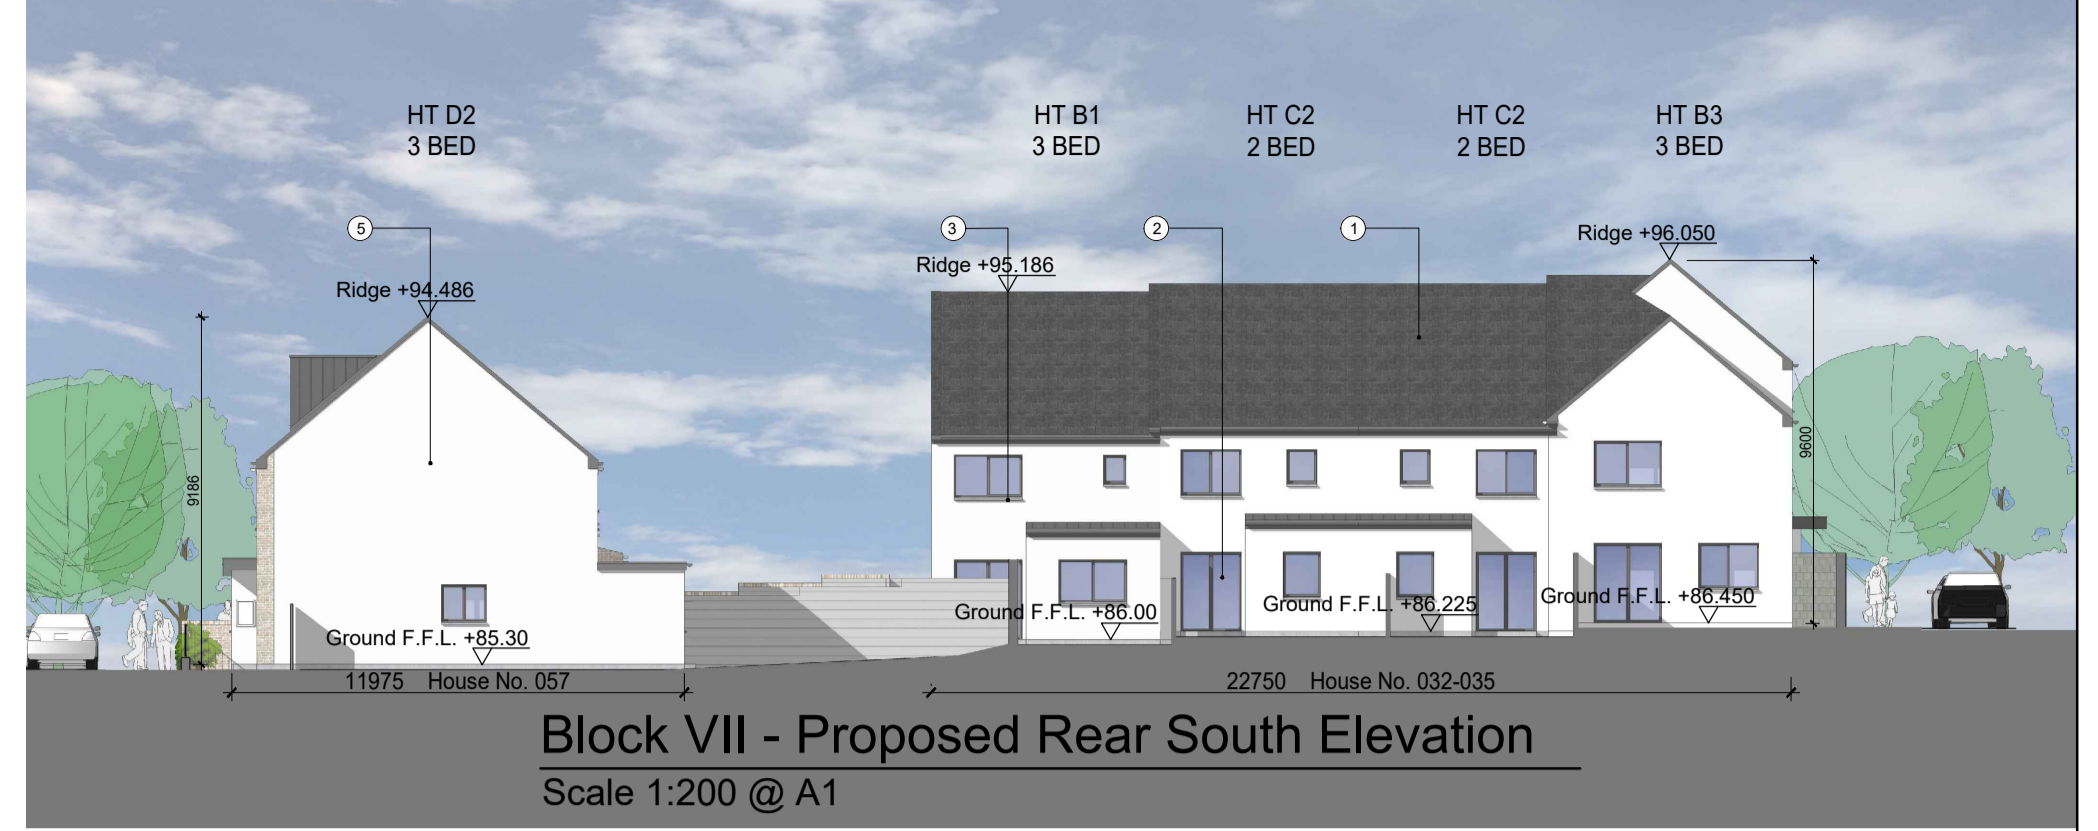 HT D2
3 BED
HT B1
3 BED
HT C2
2 BED
HT C2
2 BED
HT B3
3 BED
5
3
2
1
Ridge +94.486
Ridge +95.186
Ridge +96.050
9186
9600
Ground F.F.L. +85.30
Ground F.F.L. +86.00
Ground F.F.L. +86.225
Ground F.F.L. +86.450
11975 House No. 057
22750 House No. 032-035
Block VII - Proposed Rear South Elevation
Scale 1:200 @ A1